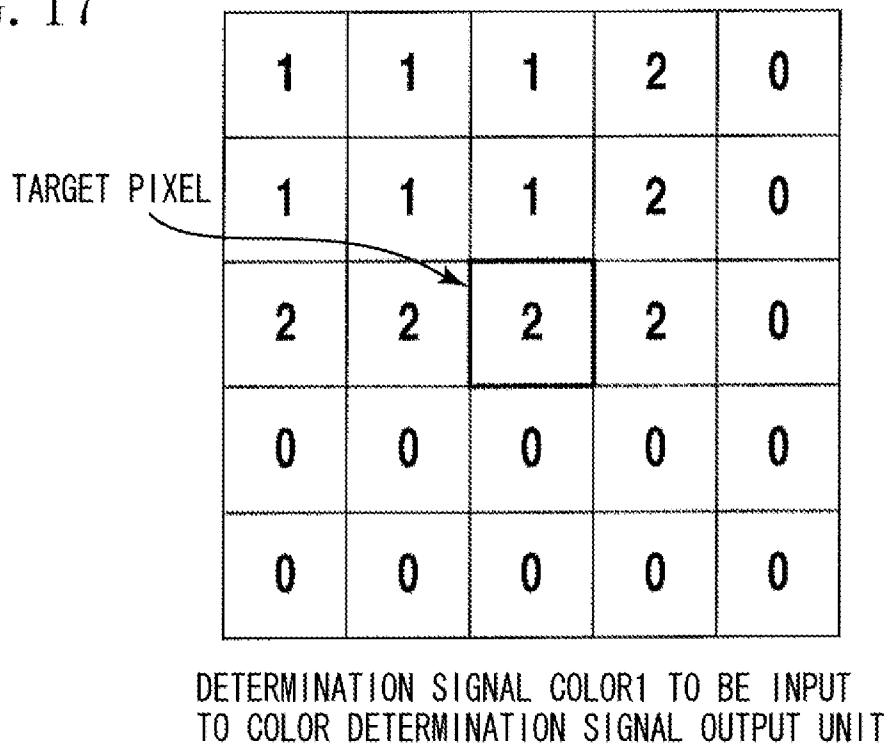 . 17
1 1 1 2 0
TARGET PIXEL 1 1 1 2 0
2 2 2 2 0
0 0 0 0 0
0 0 0 0 0
DETERMINATION SIGNAL COLOR1 TO BE INPUT
TO COLOR DETERMINATION SIGNAL OUTPUT UNIT